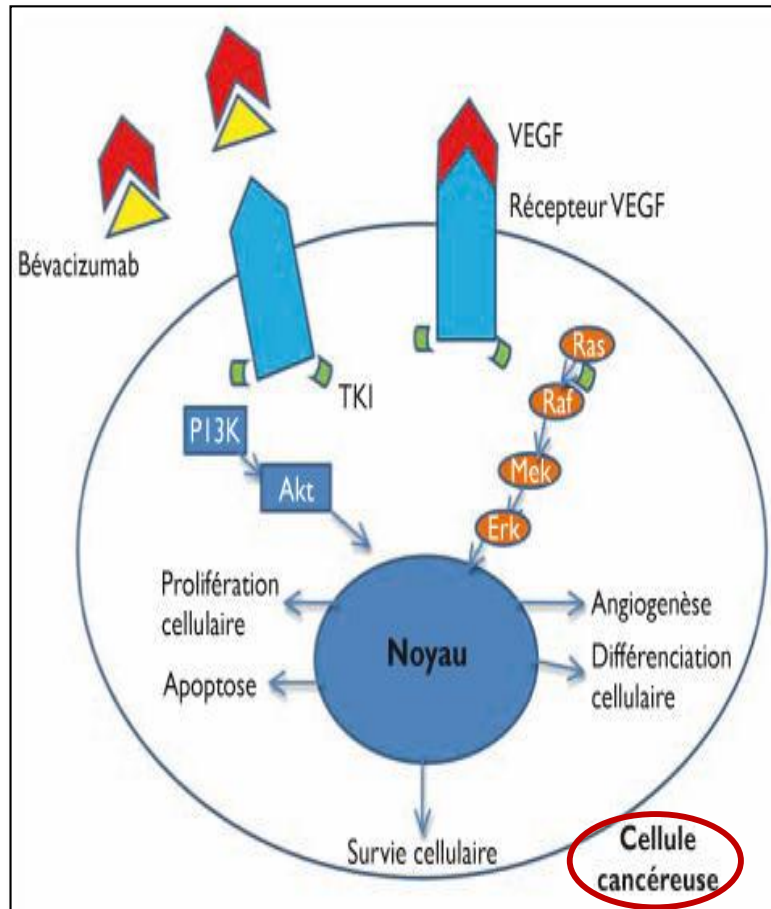 VEGF
Récepteur VEGF
Bévacizumab
TKI
Ras
Raf
Mek
Erk
PI3K
Akt
Prolifération
cellulaire
Apoptose
Noyau
Angiogenèse
Différenciation
cellulaire
Survie cellulaire
Cellule
cancéreuse